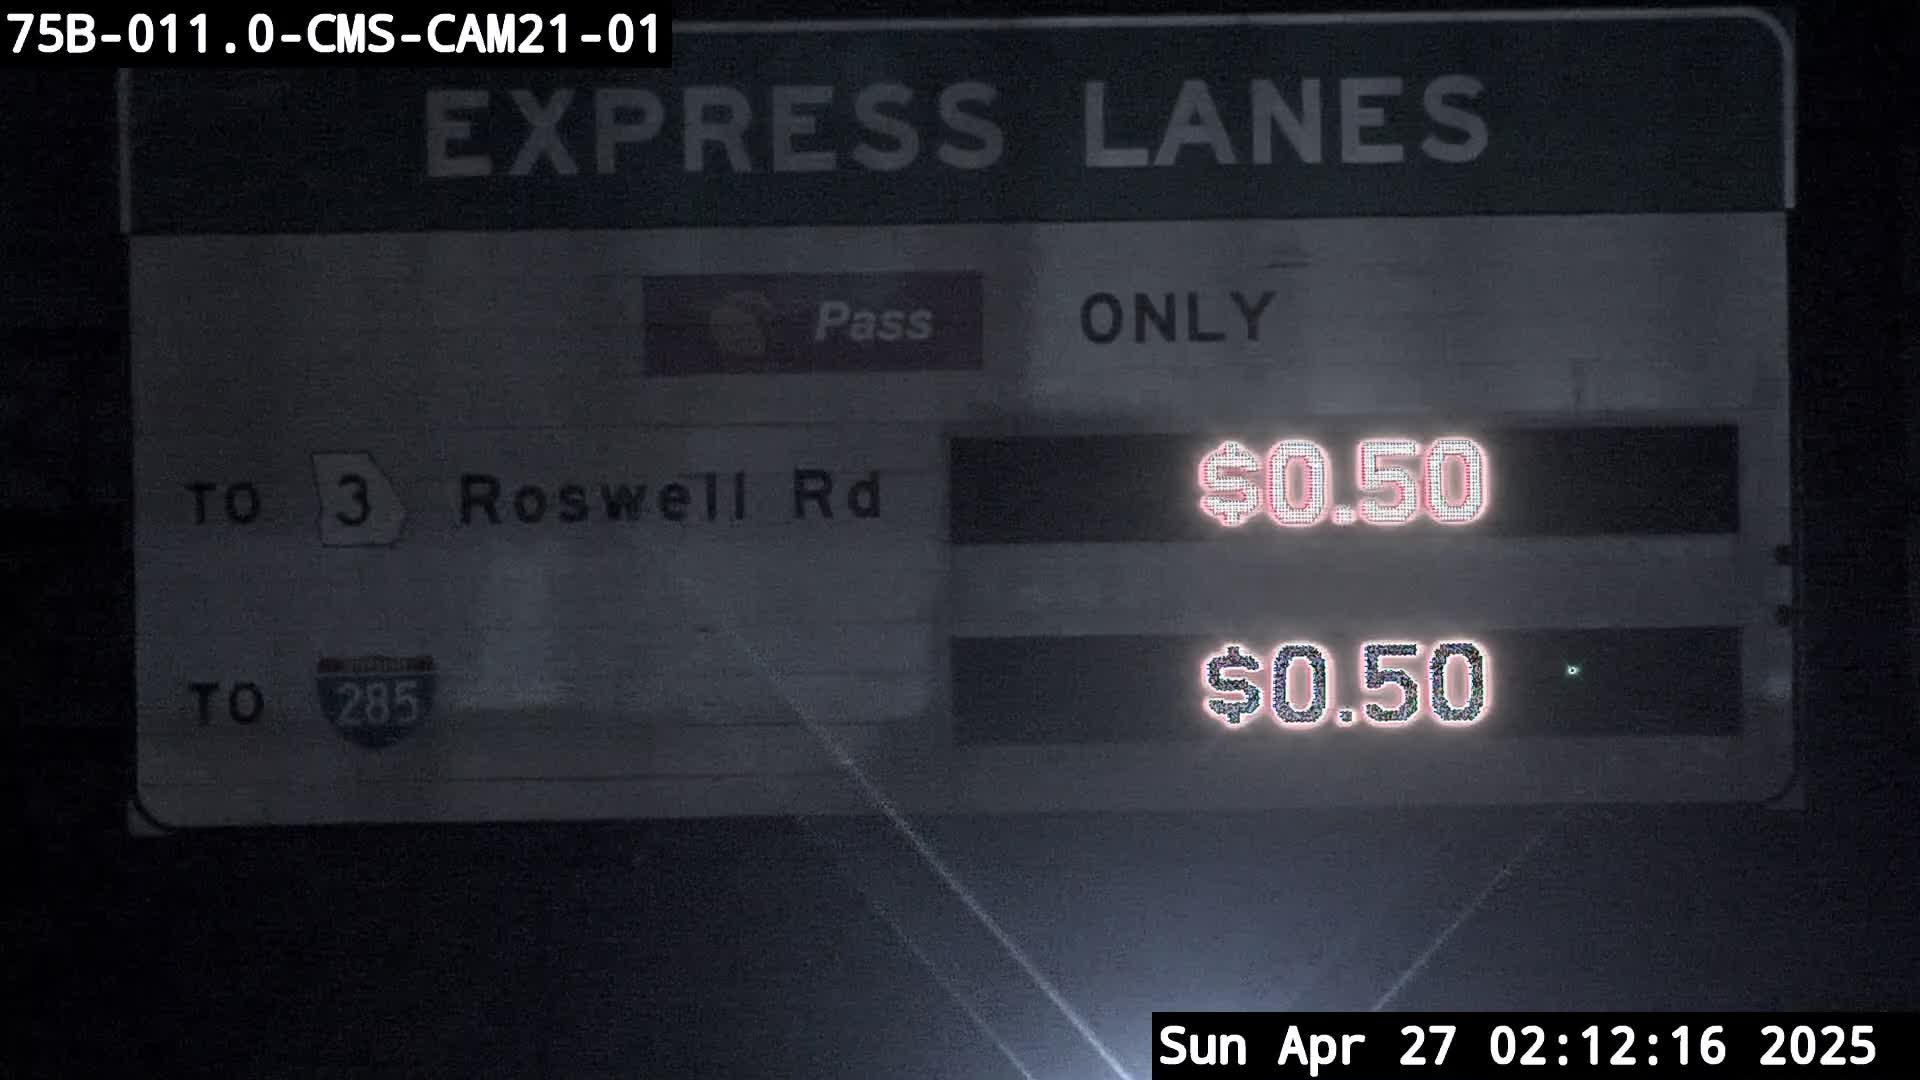 75B-011.0-CMS-CAM21-01
EXPRESS LANES
Pass ONLY
TO 3 Roswell Rd $0.50
TO 285 $0.50
Sun Apr 27 02:12:16 2025